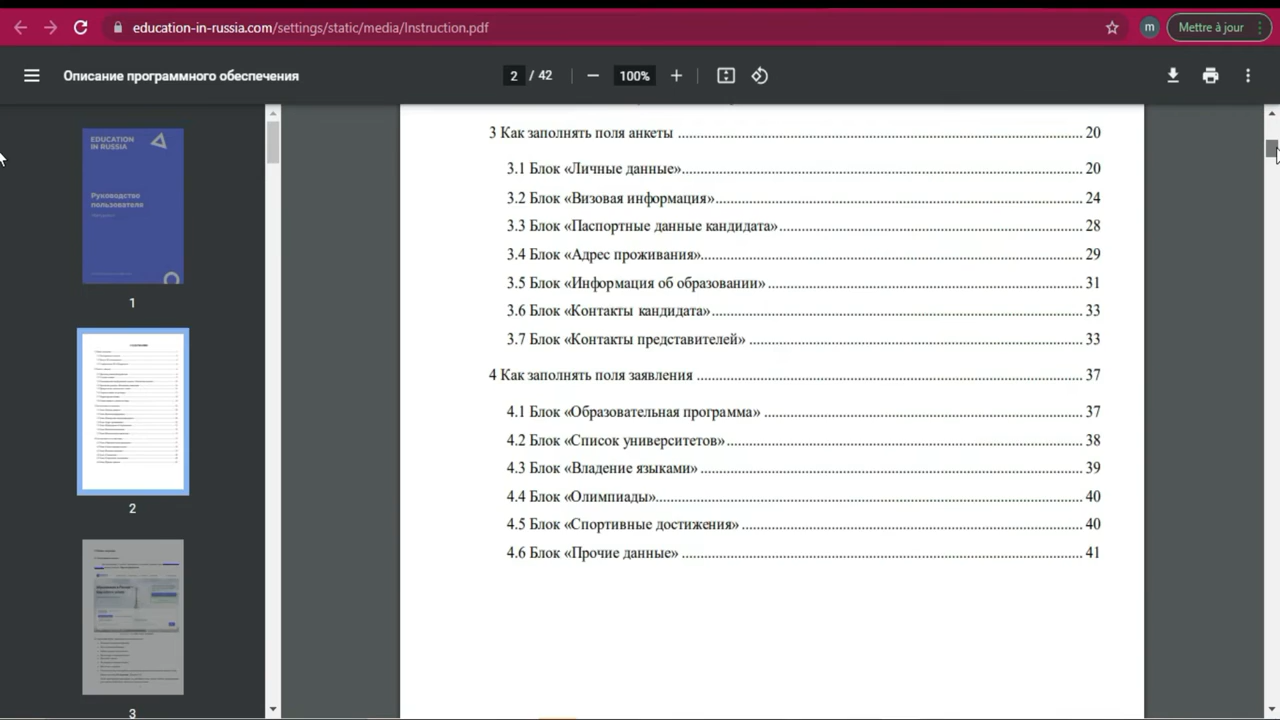 education-in-russia.com/settings/static/media/Instruction.pdf
m
Mettre à jour
Описание программного обеспечения
2 / 42
100%
EDUCATION
IN RUSSIA
Руководство
пользователя
1
2
3
3 Как заполнять поля анкеты 20
3.1 Блок «Личные данные» 20
3.2 Блок «Визовая информация» 24
3.3 Блок «Паспортные данные кандидата» 28
3.4 Блок «Адрес проживания» 29
3.5 Блок «Информация об образовании» 31
3.6 Блок «Контакты кандидата» 33
3.7 Блок «Контакты представителей» 33
4 Как заполнять поля заявления 37
4.1 Блок «Образовательная программа» 37
4.2 Блок «Список университетов» 38
4.3 Блок «Владение языками» 39
4.4 Блок «Олимпиады» 40
4.5 Блок «Спортивные достижения» 40
4.6 Блок «Прочие данные» 41